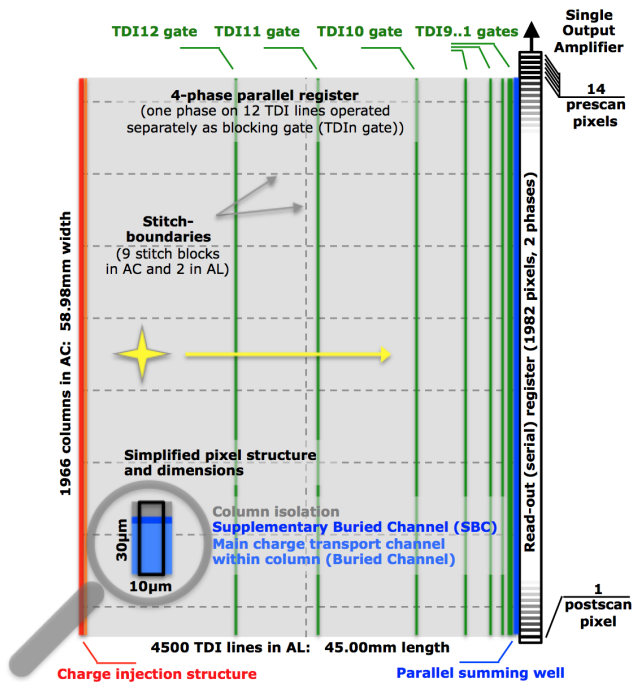 TDI12 gate
TDI11 gate
TDI10 gate
TDI9..1 gates
Single
Output
Amplifier
14
prescan
pixels
4-phase parallel register
(one phase on 12 TDI lines operated
separately as blocking gate (TDIn gate))
Stitch-
boundaries
(9 stitch blocks
in AC and 2 in AL)
1966 columns in AC:  58.98mm width
Read-out (serial) register (1982 pixels, 2 phases)
Simplified pixel structure
and dimensions
Column isolation
Supplementary Buried Channel (SBC)
Main charge transport channel
within column (Buried Channel)
30µm
10µm
1
postscan
pixel
4500 TDI lines in AL:   45.00mm length
Charge injection structure
Parallel summing well